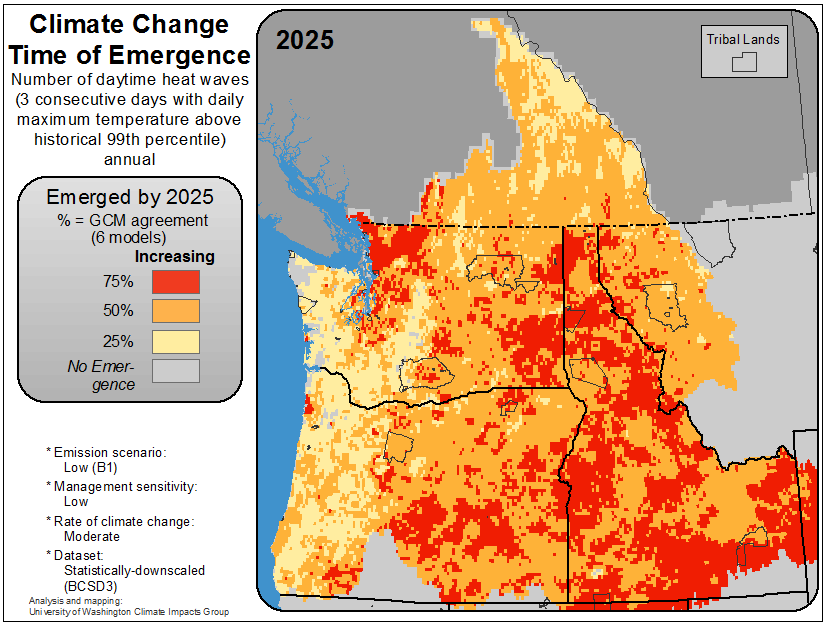 Climate Change
Time of Emergence
Number of daytime heat waves
(3 consecutive days with daily
maximum temperature above
historical 99th percentile)
annual
Emerged by 2025
% = GCM agreement
(6 models)
Increasing
75%
50%
25%
No Emer-
gence
* Emission scenario:
Low (B1)
* Management sensitivity:
Low
* Rate of climate change:
Moderate
* Dataset:
Statistically-downscaled
(BCSD3)
Analysis and mapping:
University of Washington Climate Impacts Group
2025
Tribal Lands